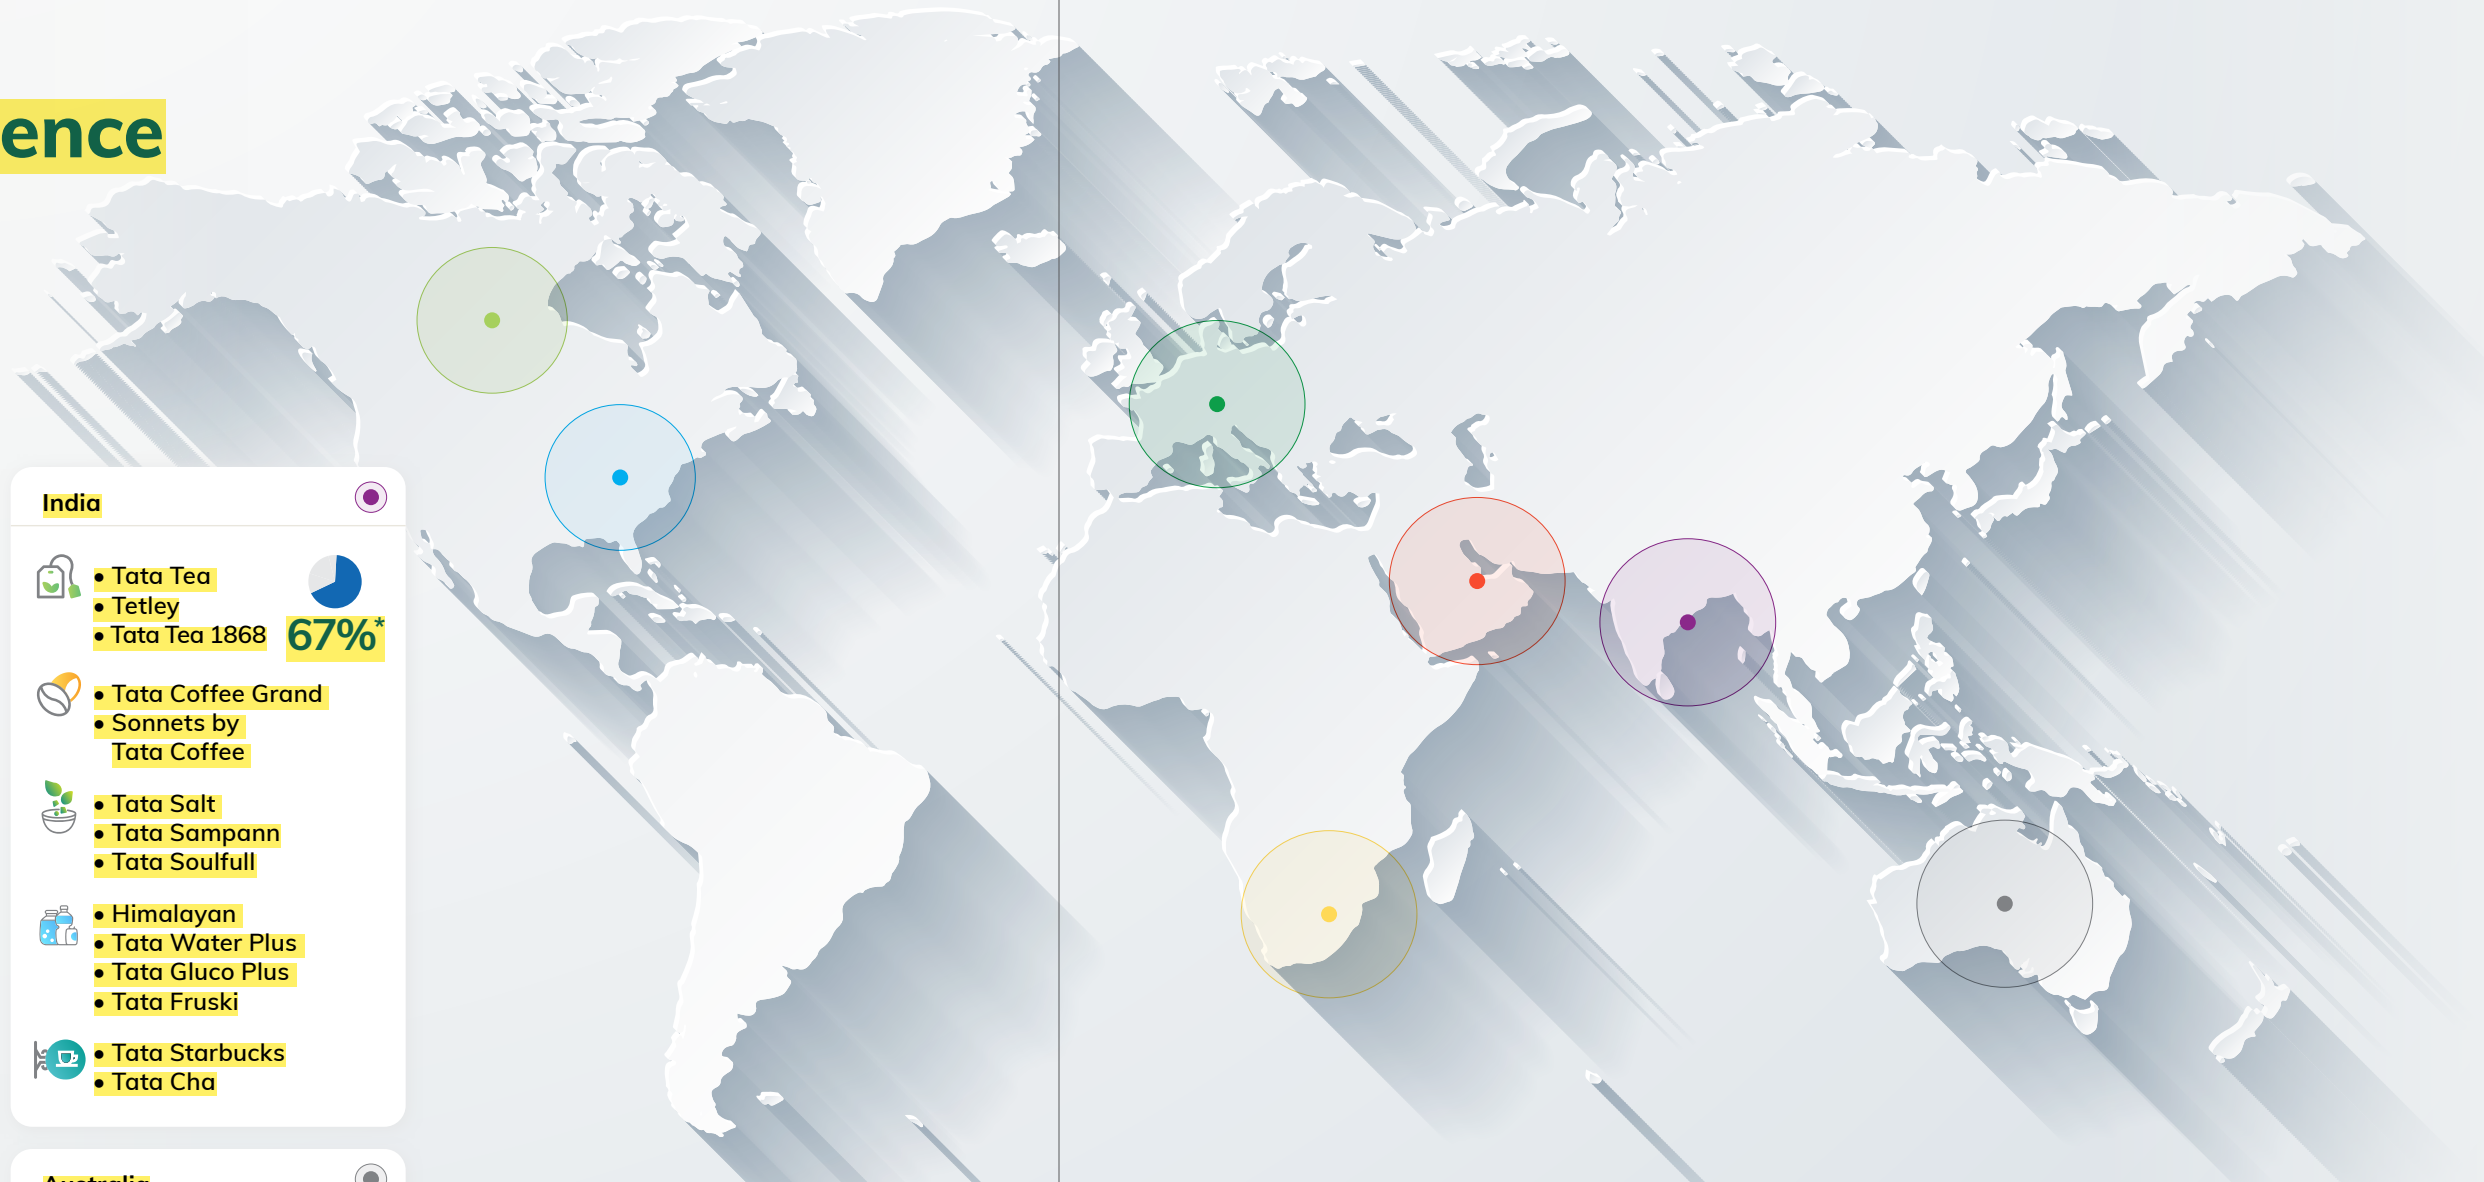 ence
India
• Tata Tea
• Tetley
• Tata Tea 1868
67%*
• Tata Coffee Grand
• Sonnets by
Tata Coffee
• Tata Salt
• Tata Sampann
• Tata Soulfull
• Himalayan
• Tata Water Plus
• Tata Gluco Plus
• Tata Fruski
• Tata Starbucks
• Tata Cha
Australia